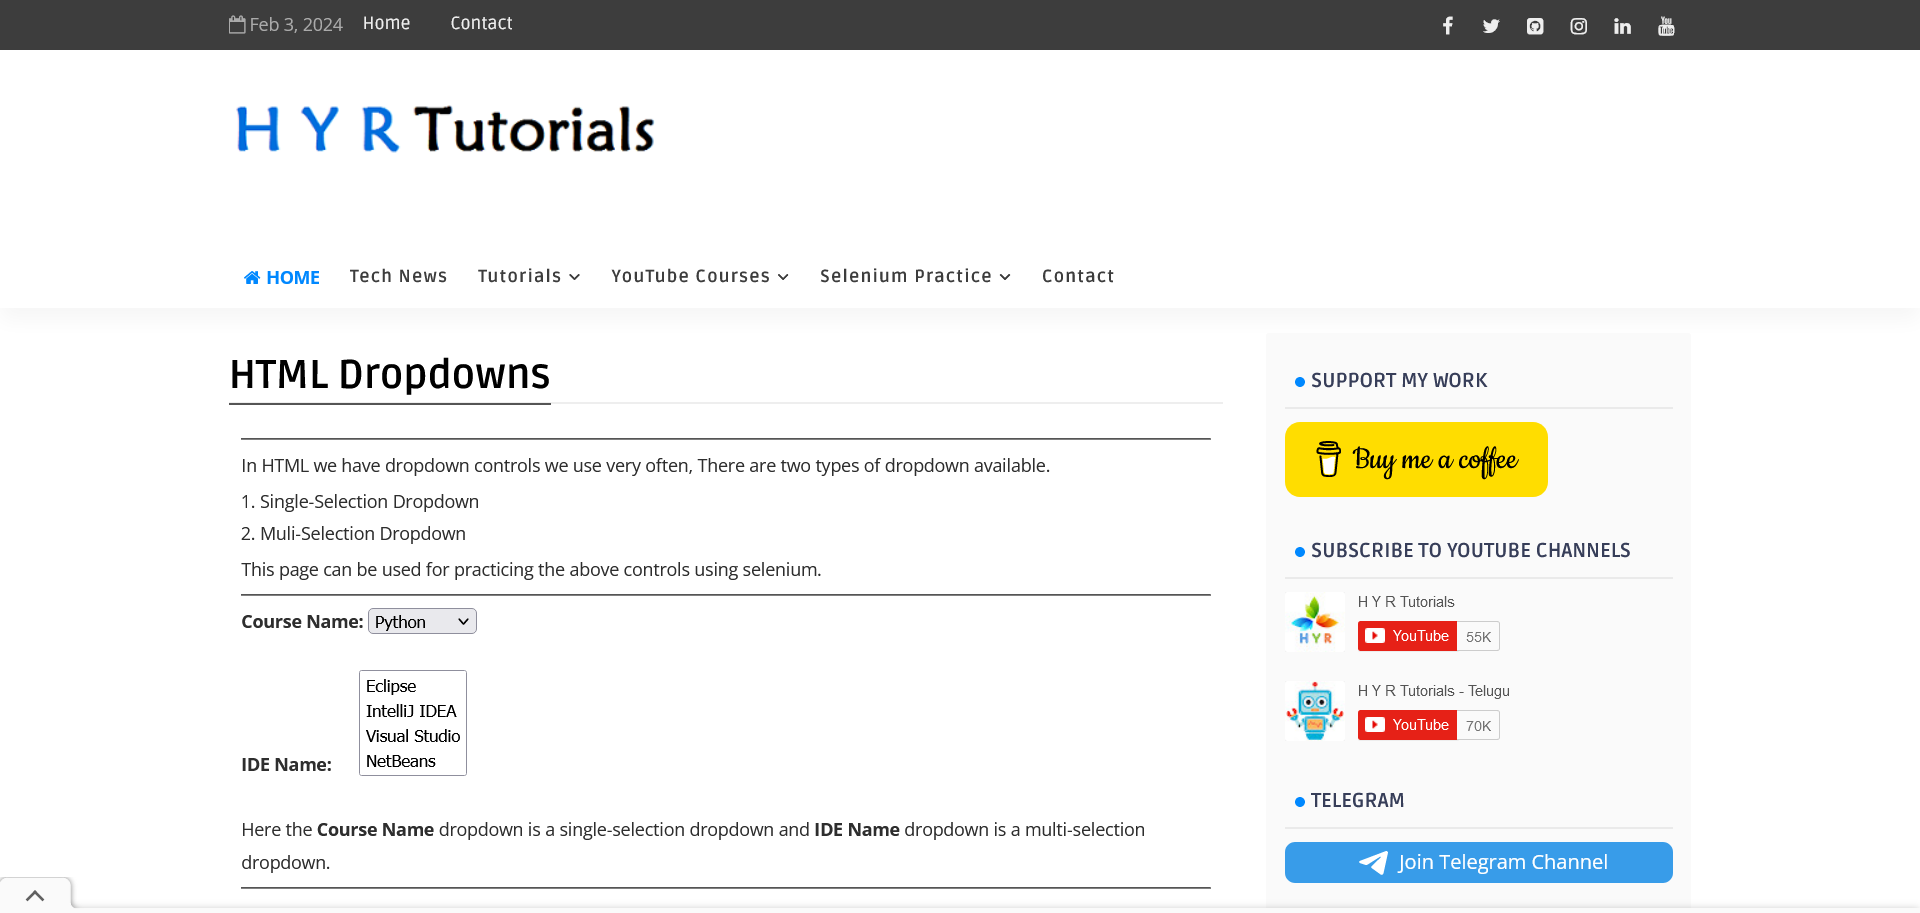 Feb 3, 2024 Home Contact
H Y R Tutorials
HOME Tech News Tutorials YouTube Courses Selenium Practice Contact
HTML Dropdowns
In HTML we have dropdown controls we use very often, There are two types of dropdown available.
1. Single-Selection Dropdown
2. Muli-Selection Dropdown
This page can be used for practicing the above controls using selenium.
Course Name: Python
Eclipse
IntelliJ IDEA
Visual Studio
NetBeans
IDE Name:
Here the Course Name dropdown is a single-selection dropdown and IDE Name dropdown is a multi-selection
dropdown.
SUPPORT MY WORK
Buy me a coffee
SUBSCRIBE TO YOUTUBE CHANNELS
HYR
H Y R Tutorials
YouTube 55K
H Y R Tutorials - Telugu
YouTube 70K
TELEGRAM
Join Telegram Channel